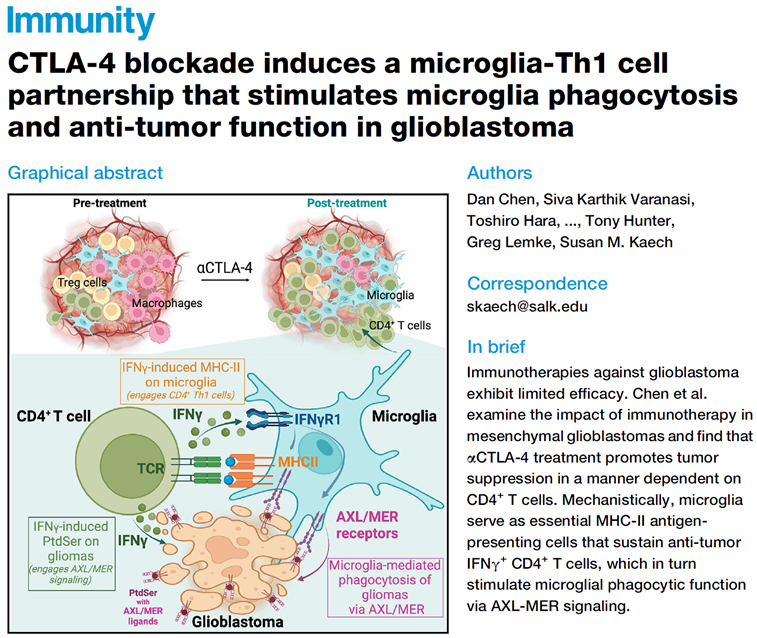 Immunity
CTLA-4 blockade induces a microglia-Th1 cell
partnership that stimulates microglia phagocytosis
and anti-tumor function in glioblastoma
Graphical abstract
Pre-treatment
Post-treatment
αCTLA-4
Treg cells
Macrophages
Microglia
CD4⁺ T cells
IFNγ-induced MHC-II
on microglia
(engages CD4⁺ Th1 cells)
CD4⁺ T cell
IFNγ
IFNγR1
Microglia
TCR
MHCII
IFNγ-induced
PtdSer on
gliomas
(engages AXL/MER
signaling)
IFNγ
AXL/MER
receptors
Microglia-mediated
phagocytosis of
gliomas
via AXL/MER
PtdSer
with
AXL/MER
ligands
Glioblastoma
Authors
Dan Chen, Siva Karthik Varanasi,
Toshiro Hara, ..., Tony Hunter,
Greg Lemke, Susan M. Kaech
Correspondence
skaech@salk.edu
In brief
Immunotherapies against glioblastoma
exhibit limited efficacy. Chen et al.
examine the impact of immunotherapy in
mesenchymal glioblastomas and find that
αCTLA-4 treatment promotes tumor
suppression in a manner dependent on
CD4⁺ T cells. Mechanistically, microglia
serve as essential MHC-II antigen-
presenting cells that sustain anti-tumor
IFNγ⁺ CD4⁺ T cells, which in turn
stimulate microglial phagocytic function
via AXL-MER signaling.